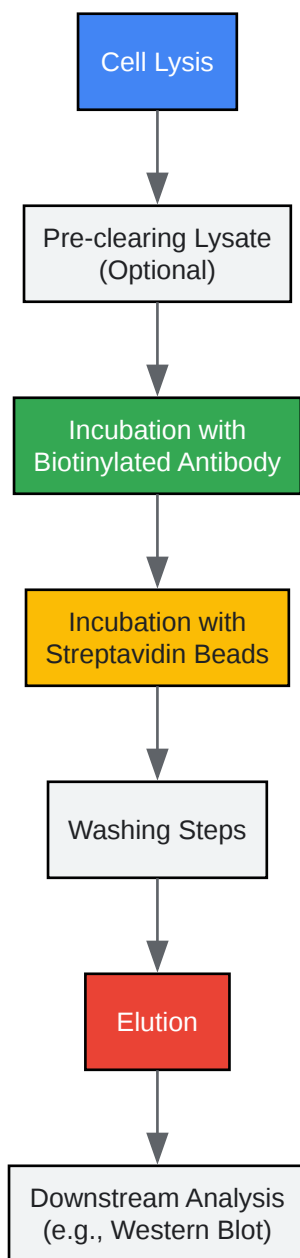 Cell Lysis
Pre-clearing Lysate
(Optional)
Incubation with
Biotinylated Antibody
Incubation with
Streptavidin Beads
Washing Steps
Elution
Downstream Analysis
(e.g., Western Blot)